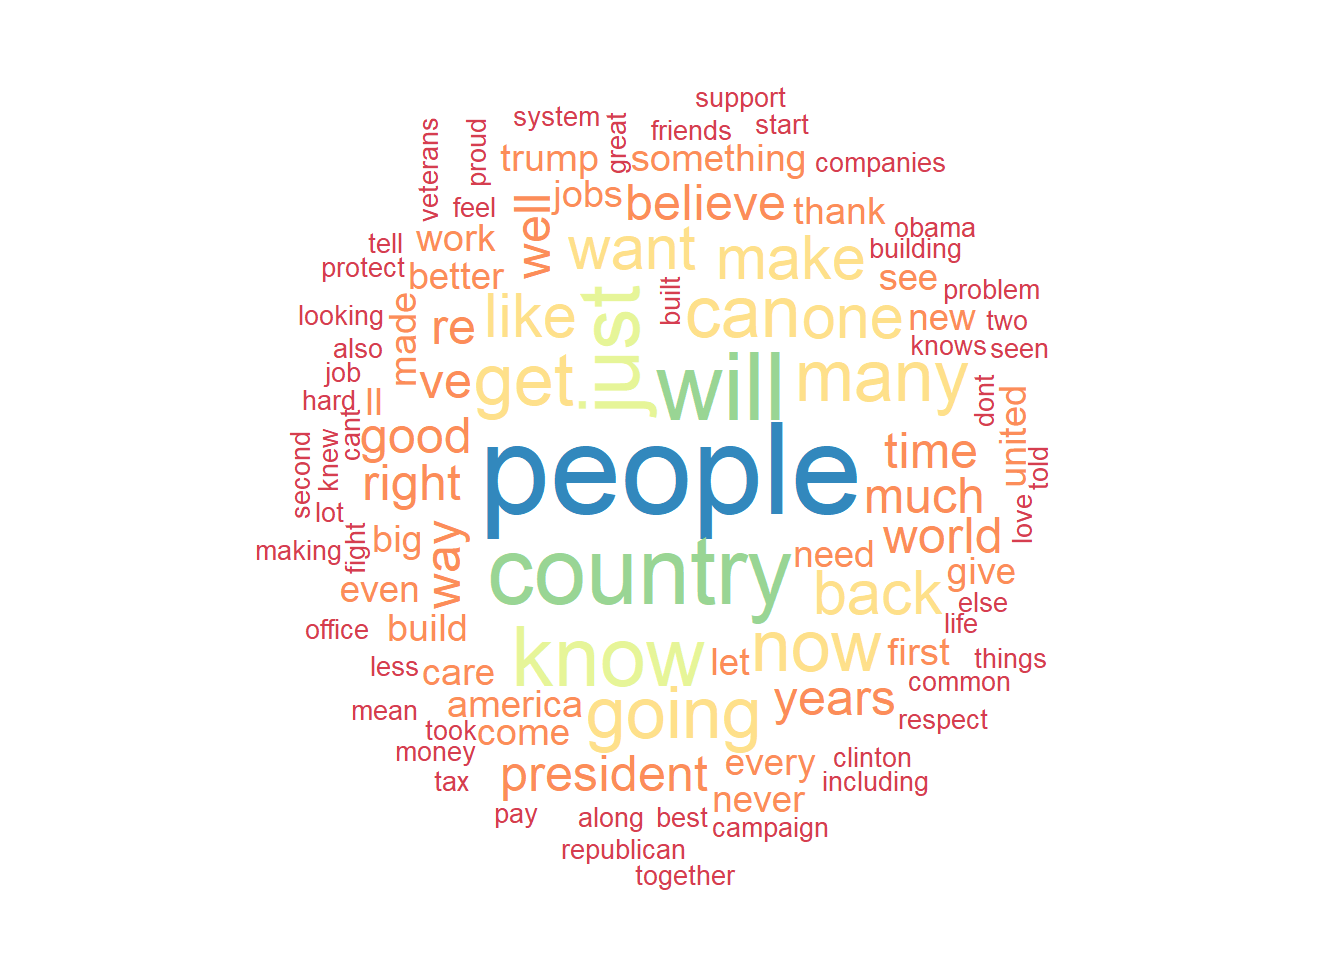 support
system
friends
start
great
proud
veterans
trump
something
companies
jobs
believe
thank
feel
well
obama
work
want
make
building
tell
protect
better
see
built
problem
looking
made
re
like
just
can
one
new
two
also
knows
seen
job
ve
get
will
many
hard
ll
dont
cant
good
people
time
united
told
second
knew
right
much
lot
love
making
fight
big
way
country
need
world
even
back
give
else
office
build
know
let
now
first
life
things
less
care
common
mean
america
going
years
respect
took
come
money
tax
president
every
clinton
including
never
pay
along
best
campaign
republican
together